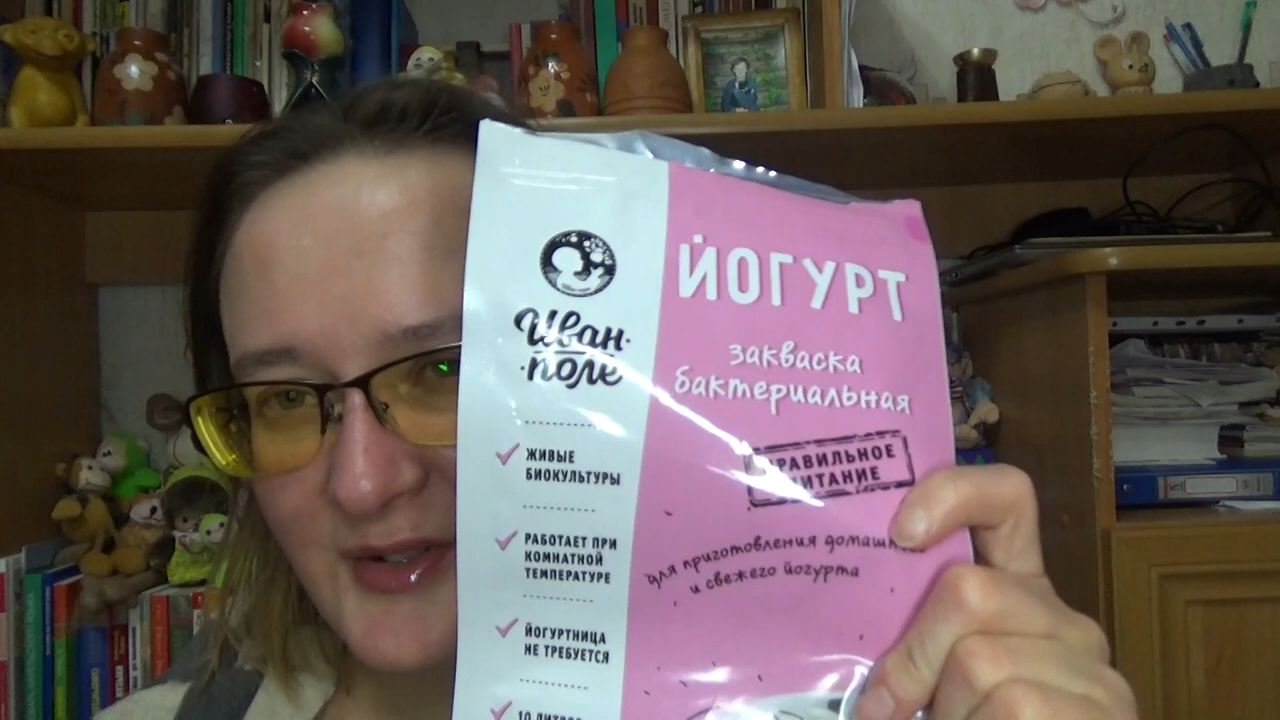 Иван·
·поле
ЖИВЫЕ
БИОКУЛЬТУРЫ
РАБОТАЕТ ПРИ
КОМНАТНОЙ
ТЕМПЕРАТУРЕ
ЙОГУРТНИЦА
НЕ ТРЕБУЕТСЯ
ЙОГУРТ
закваска
бактериальная
для приготовления
и свежего йогурта